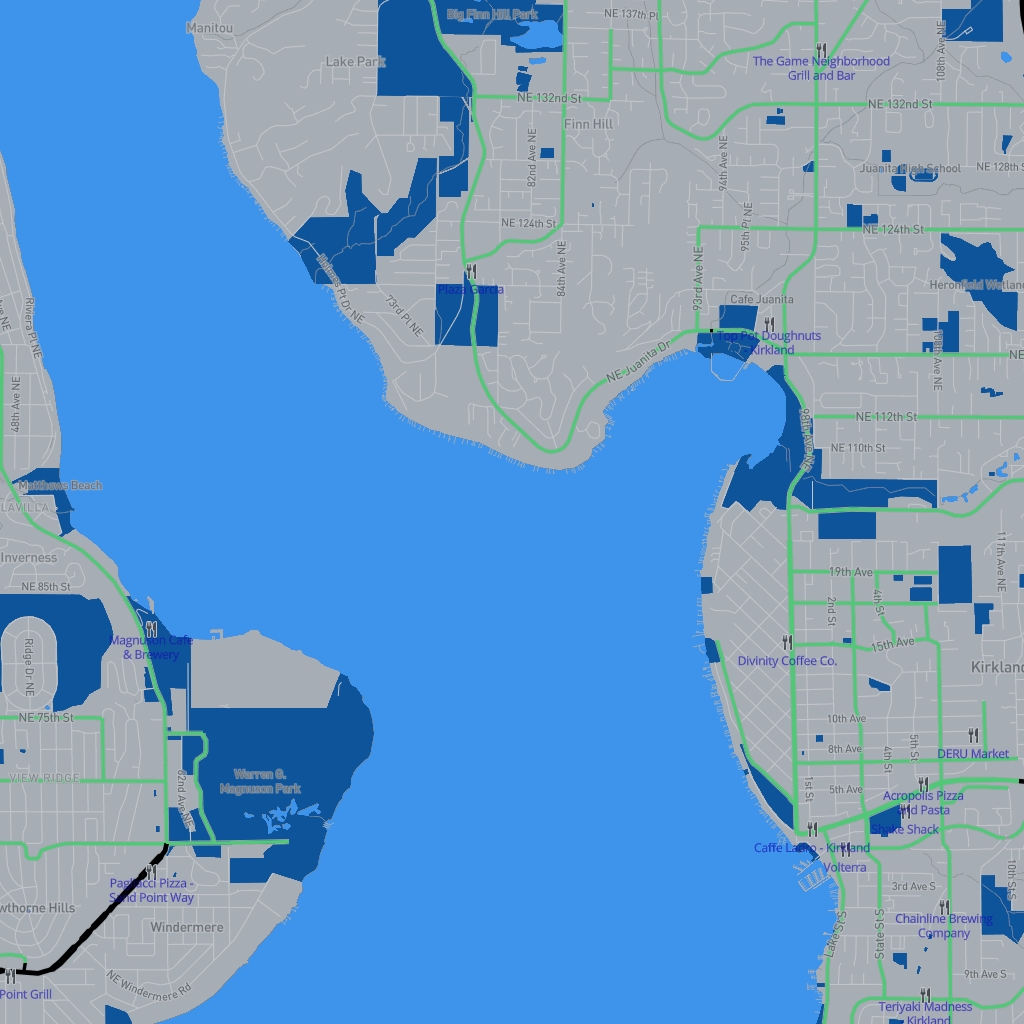 Manitou
Big Finn Hill Park
NE 137th Pl
Lake Park
The Game Neighborhood
Grill and Bar
108th Ave NE
NE 132nd St
NE 132nd St
Finn Hill
82nd Ave NE
94th Ave NE
Juanita High School
NE 128th S
NE 124th St
95th Pl NE
NE 124th St
84th Ave NE
93rd Ave NE
Holmes Pt Dr NE
Plaza Garcia
73rd Pl NE
Heronfield Wetland
Cafe Juanita
Top Pot Doughnuts
- Kirkland
NE Juanita Dr
NE
108th Ave NE
Riviera Pl NE
Ave NE
48th Ave NE
98th Ave NE
NE 112th St
NE 110th St
Matthews Beach
LAVILLA
Inverness
NE 85th St
111th Ave NE
19th Ave
2nd St
4th St
15th Ave
Magnuson Cafe
& Brewery
Ridge Dr NE
Divinity Coffee Co.
Kirkland
NE 75th St
10th Ave
8th Ave
5th St
4th St
DERU Market
VIEW RIDGE
62nd Ave NE
Warren G.
Magnuson Park
1st St
5th Ave
Acropolis Pizza
and Pasta
Shake Shack
Caffe Ladro - Kirkland
Volterra
10th St S
3rd Ave S
Pagliacci Pizza -
Sand Point Way
wthorne Hills
Windermere
Chainline Brewing
Company
Lake St S
State St S
NE Windermere Rd
9th Ave S
Point Grill
Teriyaki Madness
Kirkland